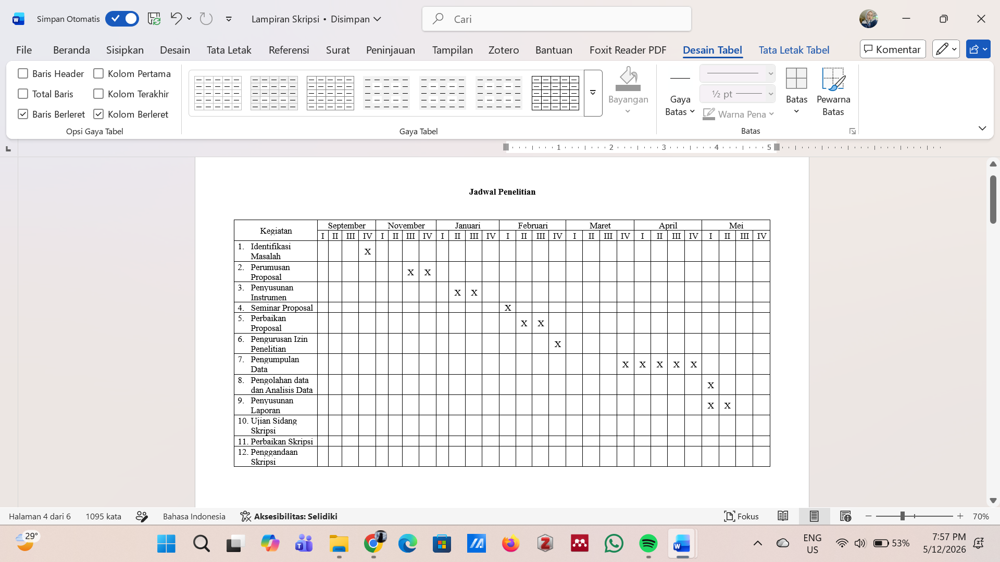 Simpan Otomatis
Lampiran Skripsi • Disimpan
Cari
File Beranda Sisipkan Desain Tata Letak Referensi Surat Peninjauan Tampilan Zotero Bantuan Foxit Reader PDF Desain Tabel Tata Letak Tabel Komentar
Baris Header Kolom Pertama
Total Baris Kolom Terakhir
Baris Berleret Kolom Berleret
Opsi Gaya Tabel
Gaya Tabel
Bayangan
Gaya Batas
½ pt
Warna Pena
Batas
Pewarna Batas
Batas
1 2 3 4 5
Jadwal Penelitian
Kegiatan September November Januari Februari Maret April Mei
I II III IV I II III IV I II III IV I II III IV I II III IV I II III IV I II III IV
1. Identifikasi
Masalah X
2. Perumusan
Proposal X X
3. Penyusunan
Instrumen X X
4. Seminar Proposal X
5. Perbaikan
Proposal X X
6. Pengurusan Izin
Penelitian X
7. Pengumpulan
Data X X X X X
8. Pengolahan data
dan Analisis Data X
9. Penyusunan
Laporan X X
10. Ujian Sidang
Skripsi
11. Perbaikan Skripsi
12. Penggandaan
Skripsi
Halaman 4 dari 6 1095 kata Bahasa Indonesia Aksesibilitas: Selidiki Fokus 70%
29°
ENG
US
53%
7:57 PM
5/12/2026